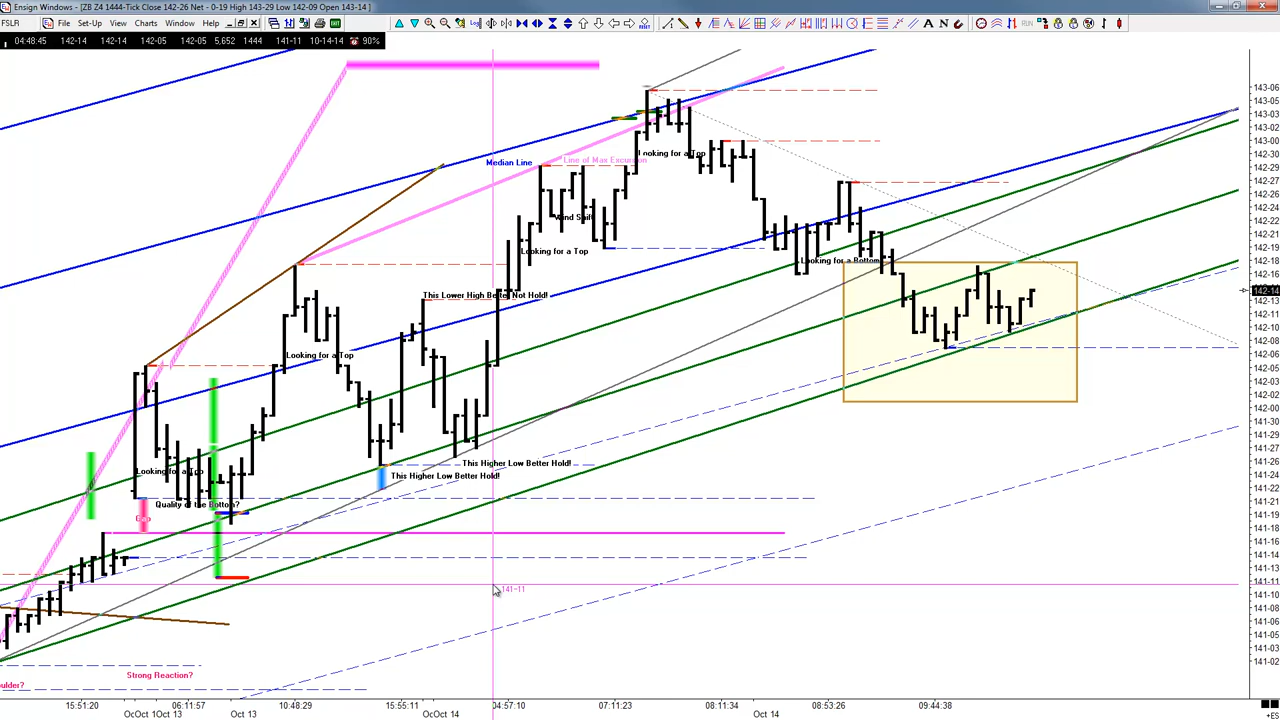 Ensign Windows - [ZB Z4 1444-Tick Close 142-26 Net - 0-19 High 143-29 Low 142-09 Open 143-14 ]
FSLR File Set-Up View Charts Window Help
04:48:45 142-14 142-14 142-05 142-05 5,652 1444 141-11 10-14-14 90%
143-06
143-05
143-03
143-02
143-00
142-29
142-27
142-26
142-24
142-22
142-21
142-19
142-18
142-14
142-13
142-11
142-10
142-08
142-06
142-05
142-03
142-02
141-30
141-29
141-27
141-26
141-24
141-22
141-21
141-19
141-18
141-16
141-14
141-13
141-11
141-10
141-08
141-06
141-05
141-03
141-02
Looking for a Top
Median Line
Line of Max Excursion
Wind Shift
Looking for a Top
Looking for a Bottom
This Lower High Better Not Hold!
Looking for a Top
This Higher Low Better Hold!
Looking for a Top
This Higher Low Better Hold!
Quality of the Bottom?
Gap
141-11
Strong Reaction?
oulder?
15:51:20 06:11:57 10:48.29 15:55:11 04:57:10 07:11:23 08:11:34 08:53:26 09:44:38
Oct 13 Oct 14 Oct 14